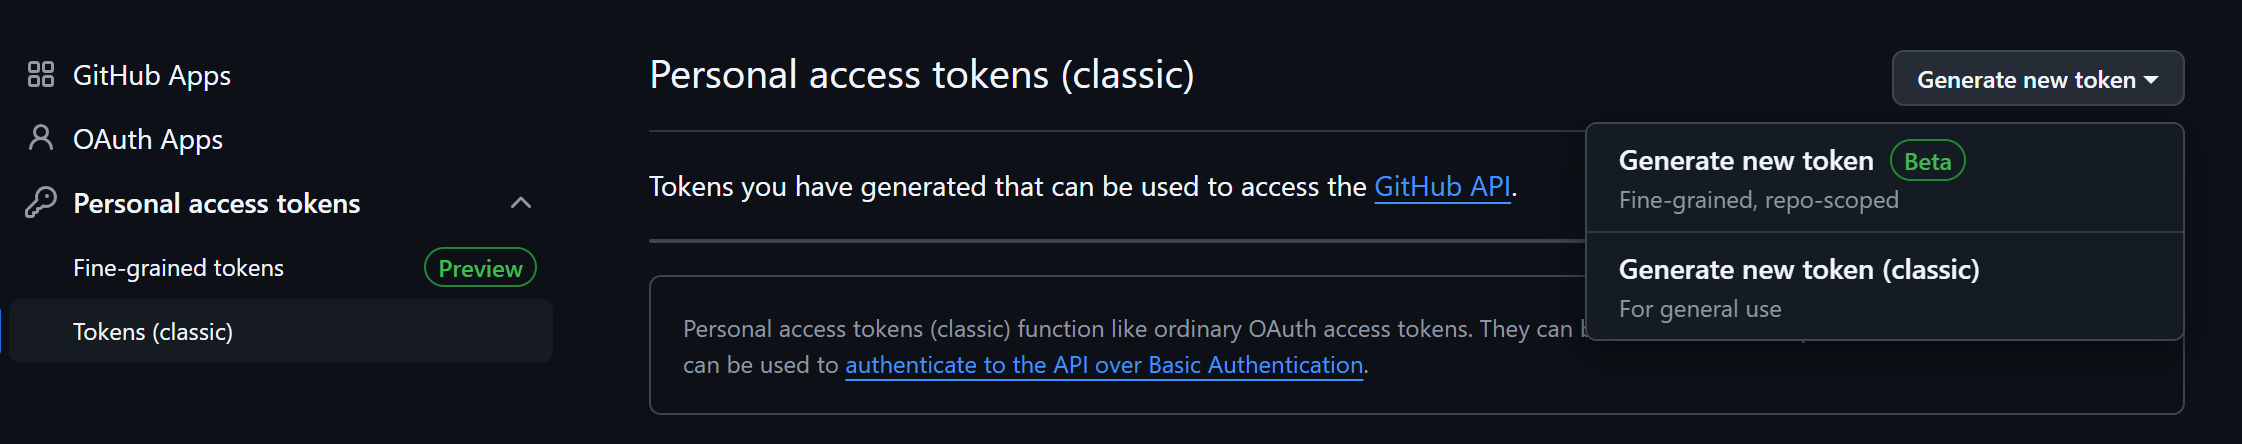 GitHub Apps
OAuth Apps
Personal access tokens
Fine-grained tokens Preview
Tokens (classic)
Personal access tokens (classic)
Generate new token
Generate new token Beta
Fine-grained, repo-scoped
Generate new token (classic)
For general use
Tokens you have generated that can be used to access the GitHub API.
Personal access tokens (classic) function like ordinary OAuth access tokens. They can
can be used to authenticate to the API over Basic Authentication.